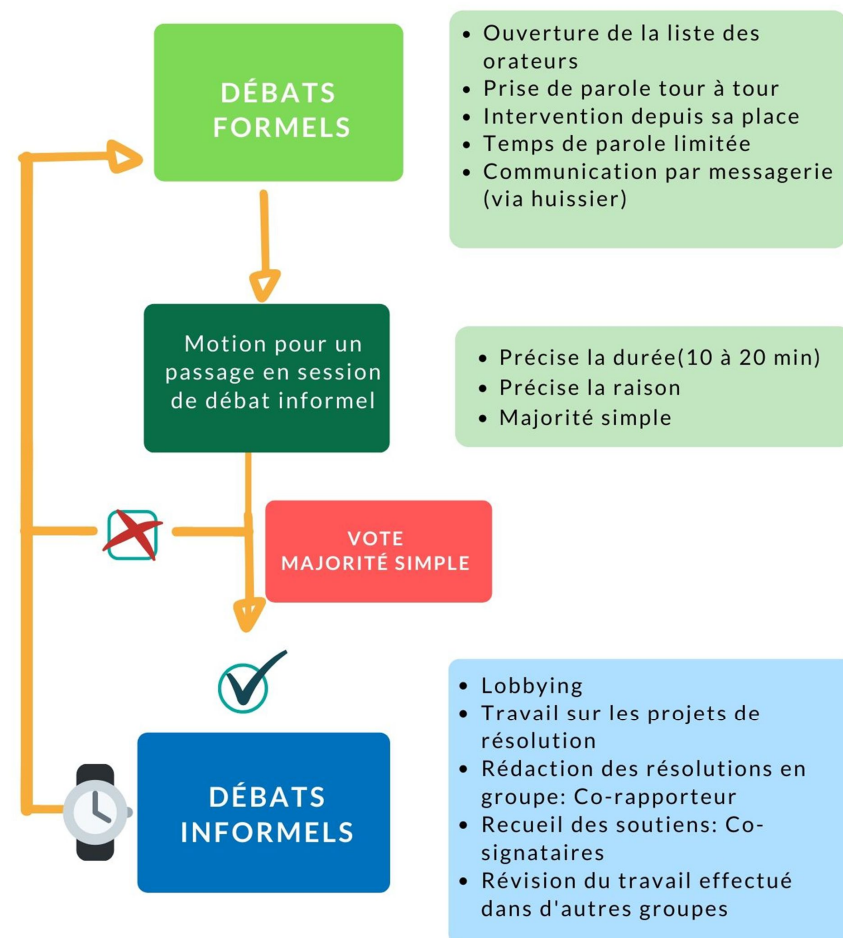 DÉBATS
FORMELS
• Ouverture de la liste des
orateurs
• Prise de parole tour à tour
• Intervention depuis sa place
• Temps de parole limitée
• Communication par messagerie
(via huissier)
Motion pour un
passage en session
de débat informel
• Précise la durée(10 à 20 min)
• Précise la raison
• Majorité simple
VOTE
MAJORITÉ SIMPLE
DÉBATS
INFORMELS
• Lobbying
• Travail sur les projets de
résolution
• Rédaction des résolutions en
groupe: Co-rapporteur
• Recueil des soutiens: Co-
signataires
• Révision du travail effectué
dans d'autres groupes